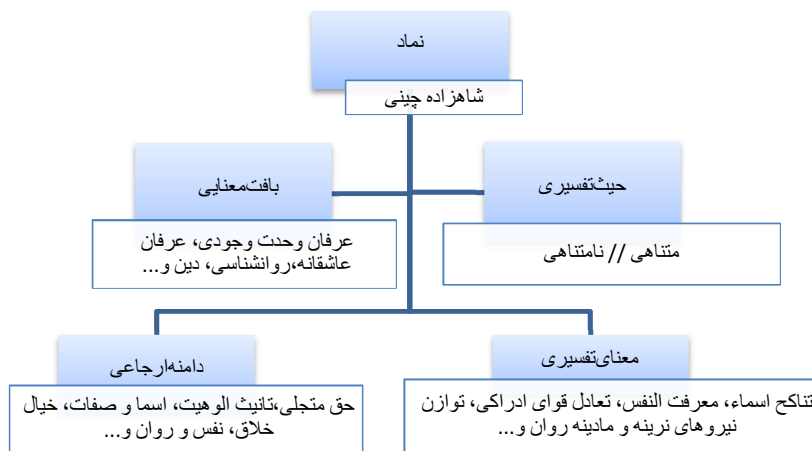 نماد
شاهزاده چینی
حیث‌تفسیری
متناهی // نامتناهی
بافت‌معنایی
عرفان وحدت وجودی، عرفان
عاشقانه،روانشناسی، دین و...
معنای‌تفسیری
تناکح اسماء، معرفت النفس، تعادل قوای ادراکی، توازن
نیروهای نرینه و مادینه روان و...
دامنه‌ارجاعی
حق متجلی،تانیث الوهیت، اسما و صفات، خیال
خلاق، نفس و روان و...